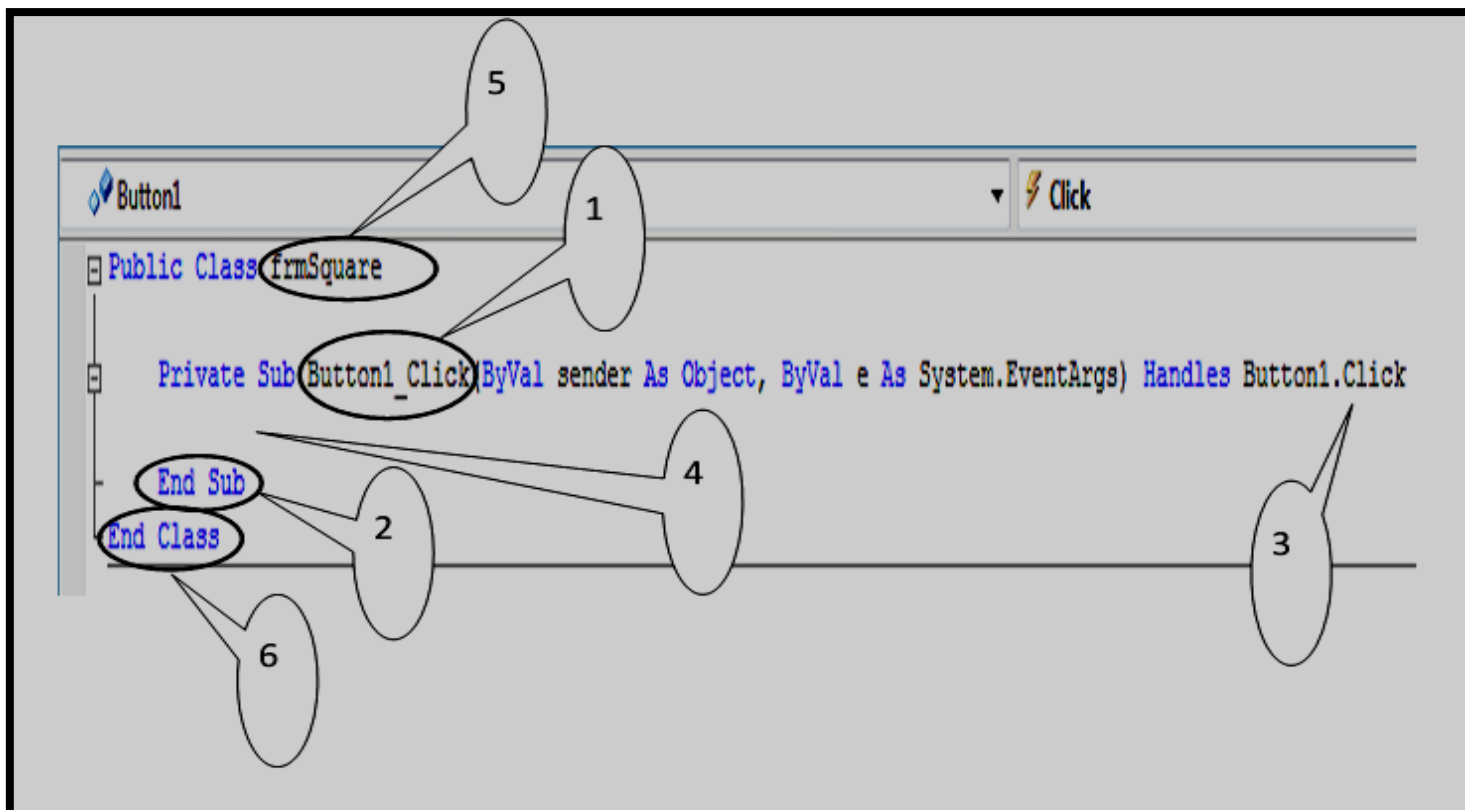 5
1
Button1 Click
Public Class frmSquare
Private Sub Button1_Click(ByVal sender As Object, ByVal e As System.EventArgs) Handles Button1.Click
4
End Sub
2
3
End Class
6